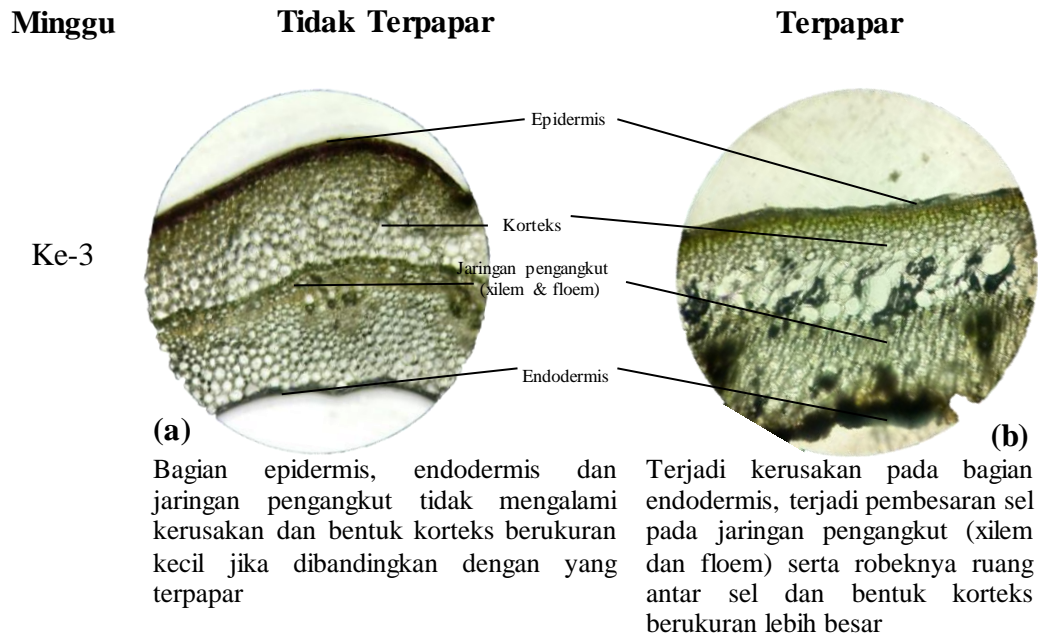 Minggu Tidak Terpapar Terpapar
Epidermis
Korteks
Ke-3
Jaringan pengangkut
(xilem & floem)
Endodermis
(a)
(b)
Bagian epidermis, endodermis dan
jaringan pengangkut tidak mengalami
kerusakan dan bentuk korteks berukuran
kecil jika dibandingkan dengan yang
terpapar
Terjadi kerusakan pada bagian
endodermis, terjadi pembesaran sel
pada jaringan pengangkut (xilem
dan floem) serta robeknya ruang
antar sel dan bentuk korteks
berukuran lebih besar